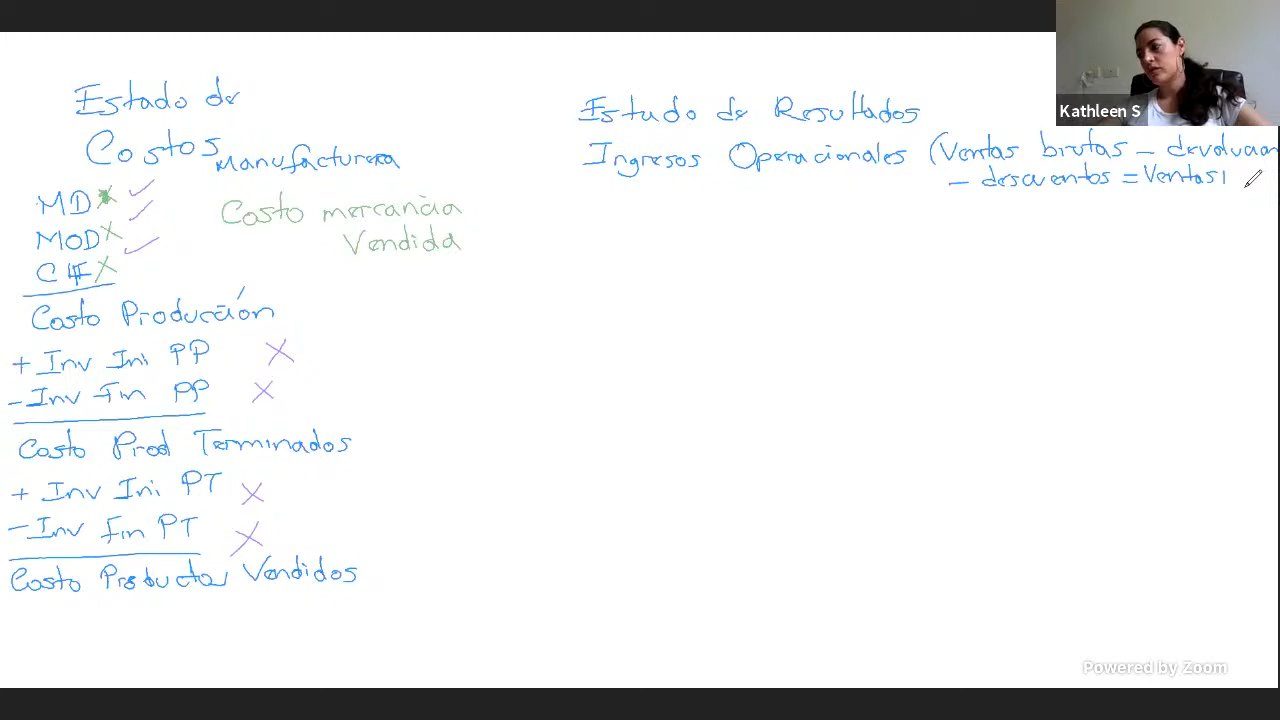 Kathleen S
Estado de
Costos Manufacturera
MD
MOD
CIF
Costo Producción
+ Inv Ini PP
- Inv Fin PP
Costo Prod Terminados
+ Inv Ini PT
- Inv Fin PT
Costo Productos Vendidos
Costo mercancia
Vendida
Estado de Resultados
Ingresos Operacionales (Ventas brutas - devolucion
- descuentos = Ventas
Powered by Zoom